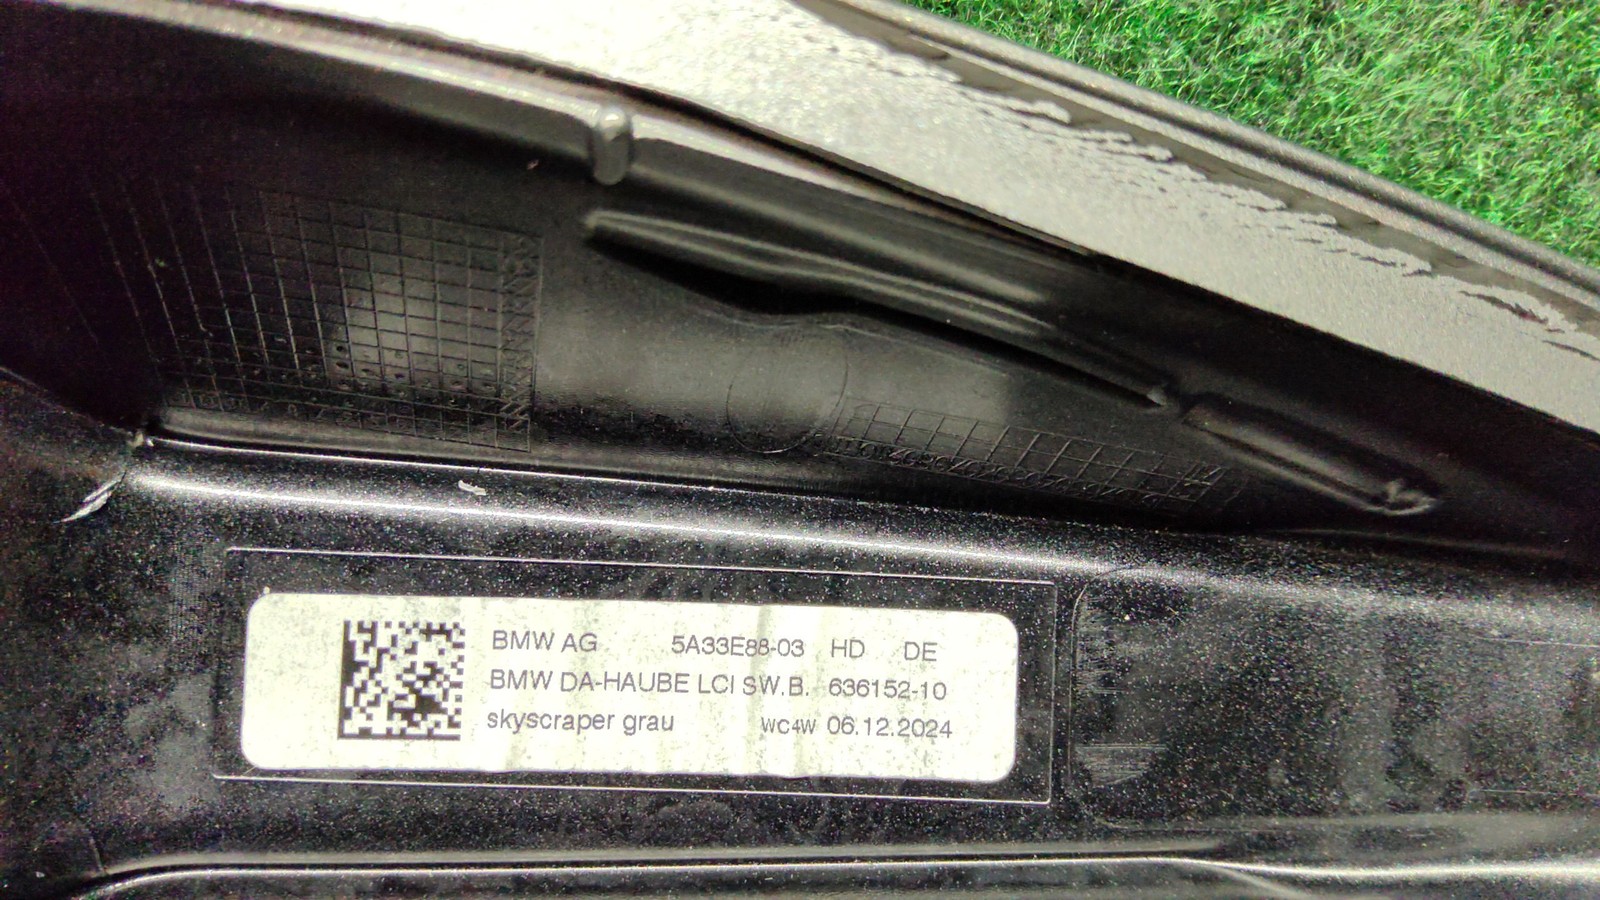 BMW AG 5A33E88-03 HD DE
BMW DA-HAUBE LCI SW.B. 636152-10
skyscraper grau WC4W 06.12.2024